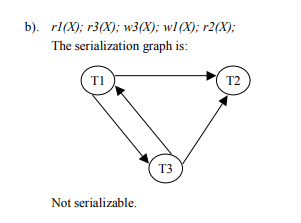 b). r1(X); r3(X); w3(X); w1(X); r2(X);
The serialization graph is:
T1
T2
T3
Not serializable.